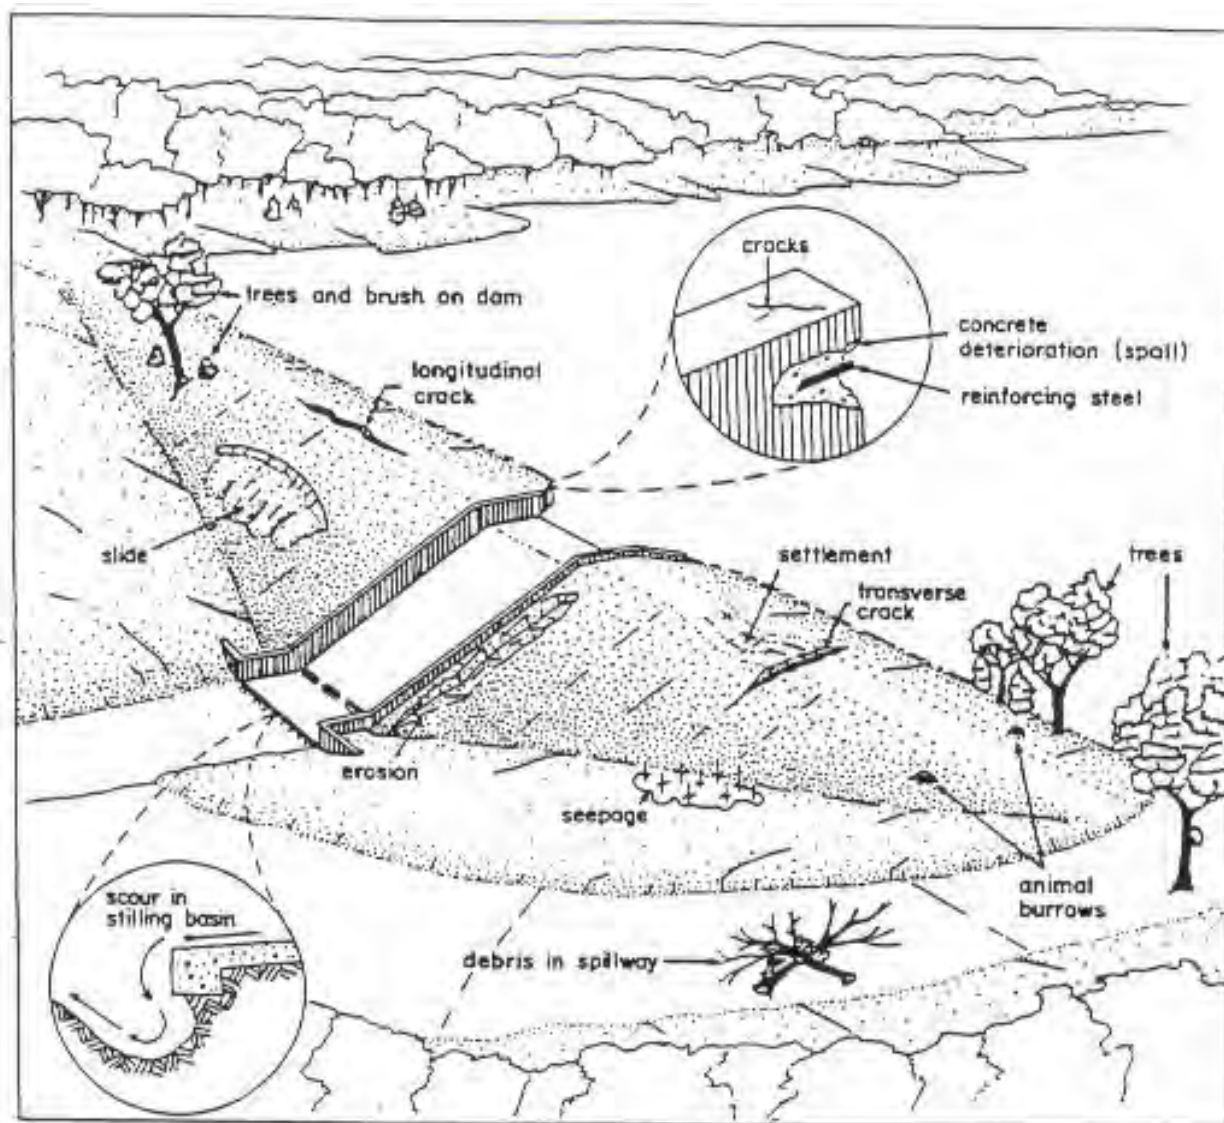 cracks
trees and brush on dam
concrete
deterioration (spall)
longitudinal
crack
reinforcing steel
slide
settlement
trees
transverse
crack
erosion
seepage
scour in
stilling basin
animal
burrows
debris in spillway